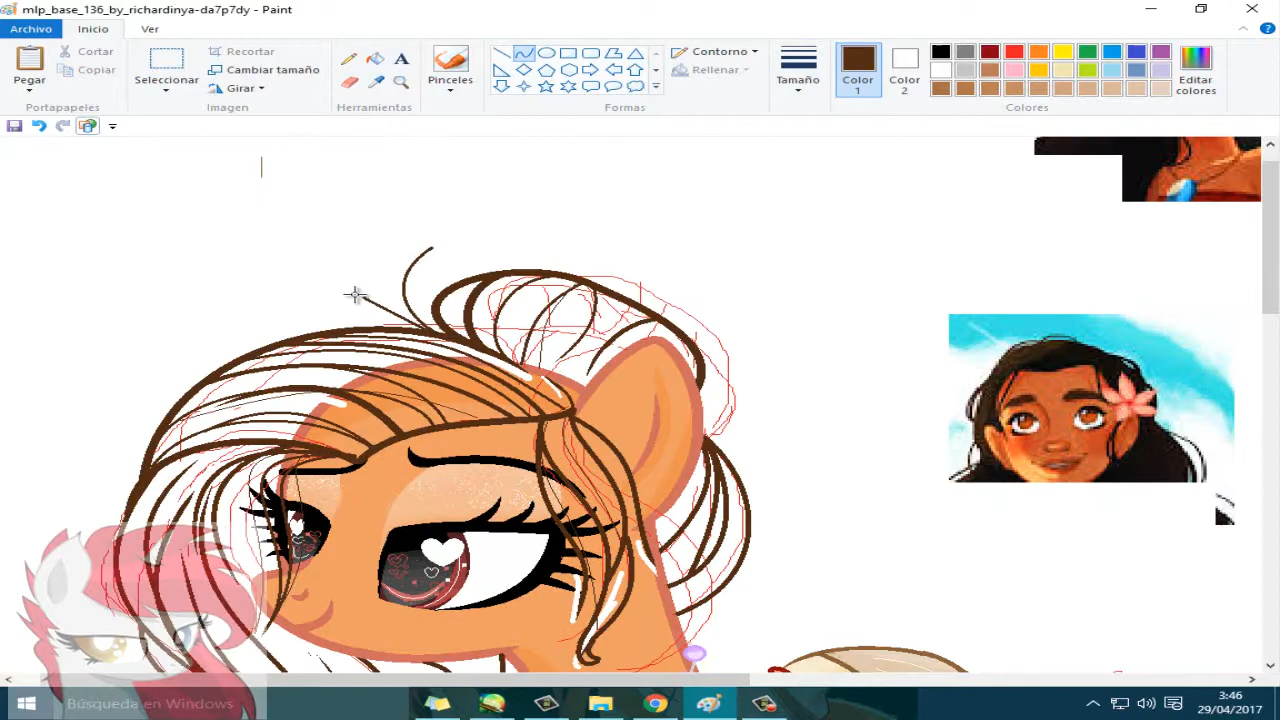 mlp_base_136_by_richardinya-da7p7dy - Paint
Archivo Inicio Ver
Pegar
Cortar
Copiar
Portapapeles
Seleccionar
Recortar
Cambiar tamaño
Girar
Imagen
A
Herramientas
Pinceles
Formas
Contorno
Rellenar
Tamaño
Color
1
Color
2
Editar
colores
Colores
Búsqueda en Windows
3:46
29/04/2017